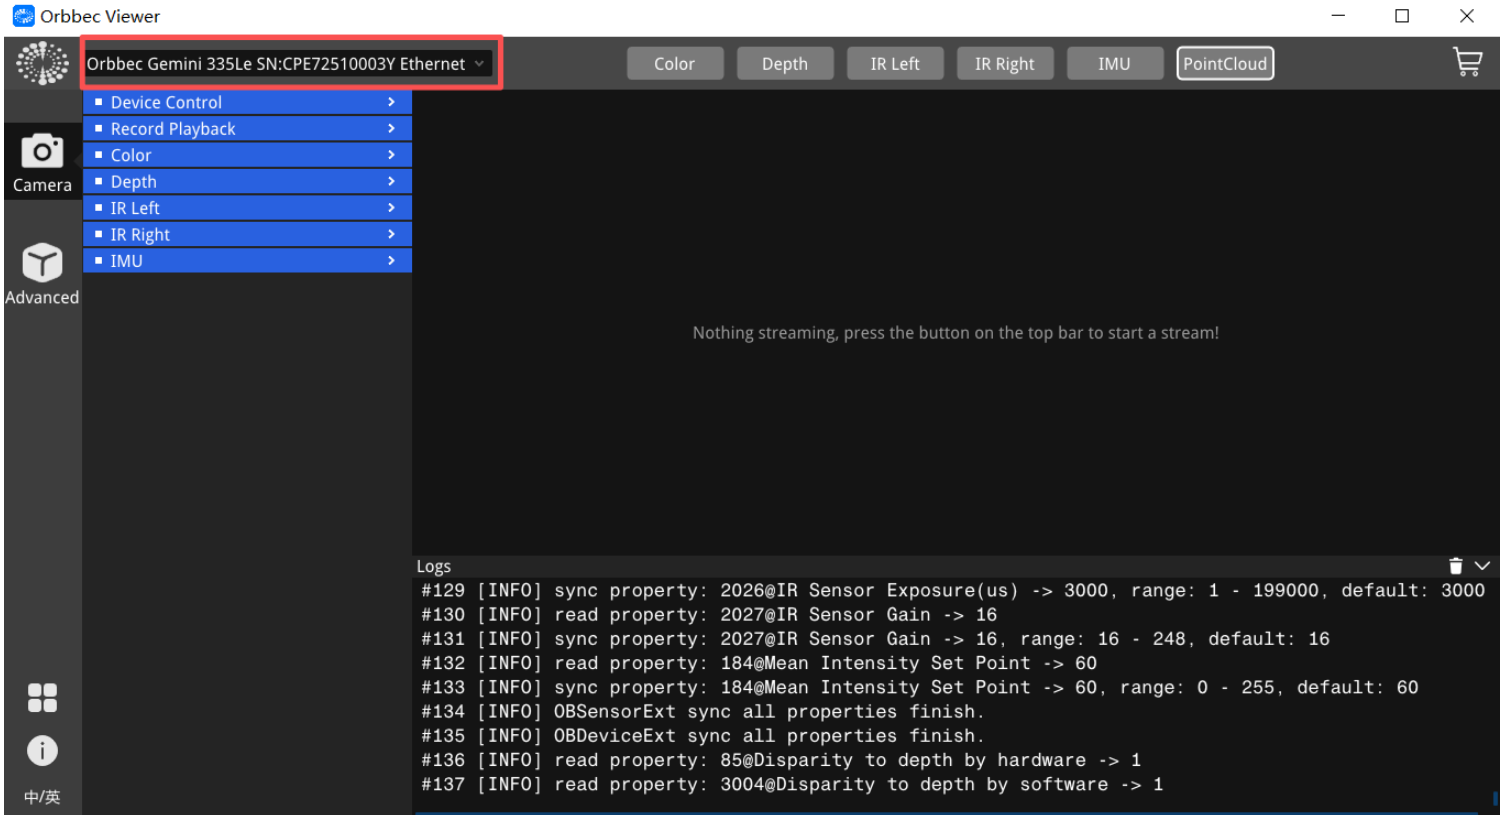 Orbbec Viewer
Orbbec Gemini 335Le SN:CPE72510003Y Ethernet
Color
Depth
IR Left
IR Right
IMU
PointCloud
Camera
Advanced
中/英
Device Control
Record Playback
Color
Depth
IR Left
IR Right
IMU
Nothing streaming, press the button on the top bar to start a stream!
Logs
#129 [INFO] sync property: 2026@IR Sensor Exposure(us) -> 3000, range: 1 - 199000, default: 3000
#130 [INFO] read property: 2027@IR Sensor Gain -> 16
#131 [INFO] sync property: 2027@IR Sensor Gain -> 16, range: 16 - 248, default: 16
#132 [INFO] read property: 184@Mean Intensity Set Point -> 60
#133 [INFO] sync property: 184@Mean Intensity Set Point -> 60, range: 0 - 255, default: 60
#134 [INFO] OBSensorExt sync all properties finish.
#135 [INFO] OBDeviceExt sync all properties finish.
#136 [INFO] read property: 85@Disparity to depth by hardware -> 1
#137 [INFO] read property: 3004@Disparity to depth by software -> 1